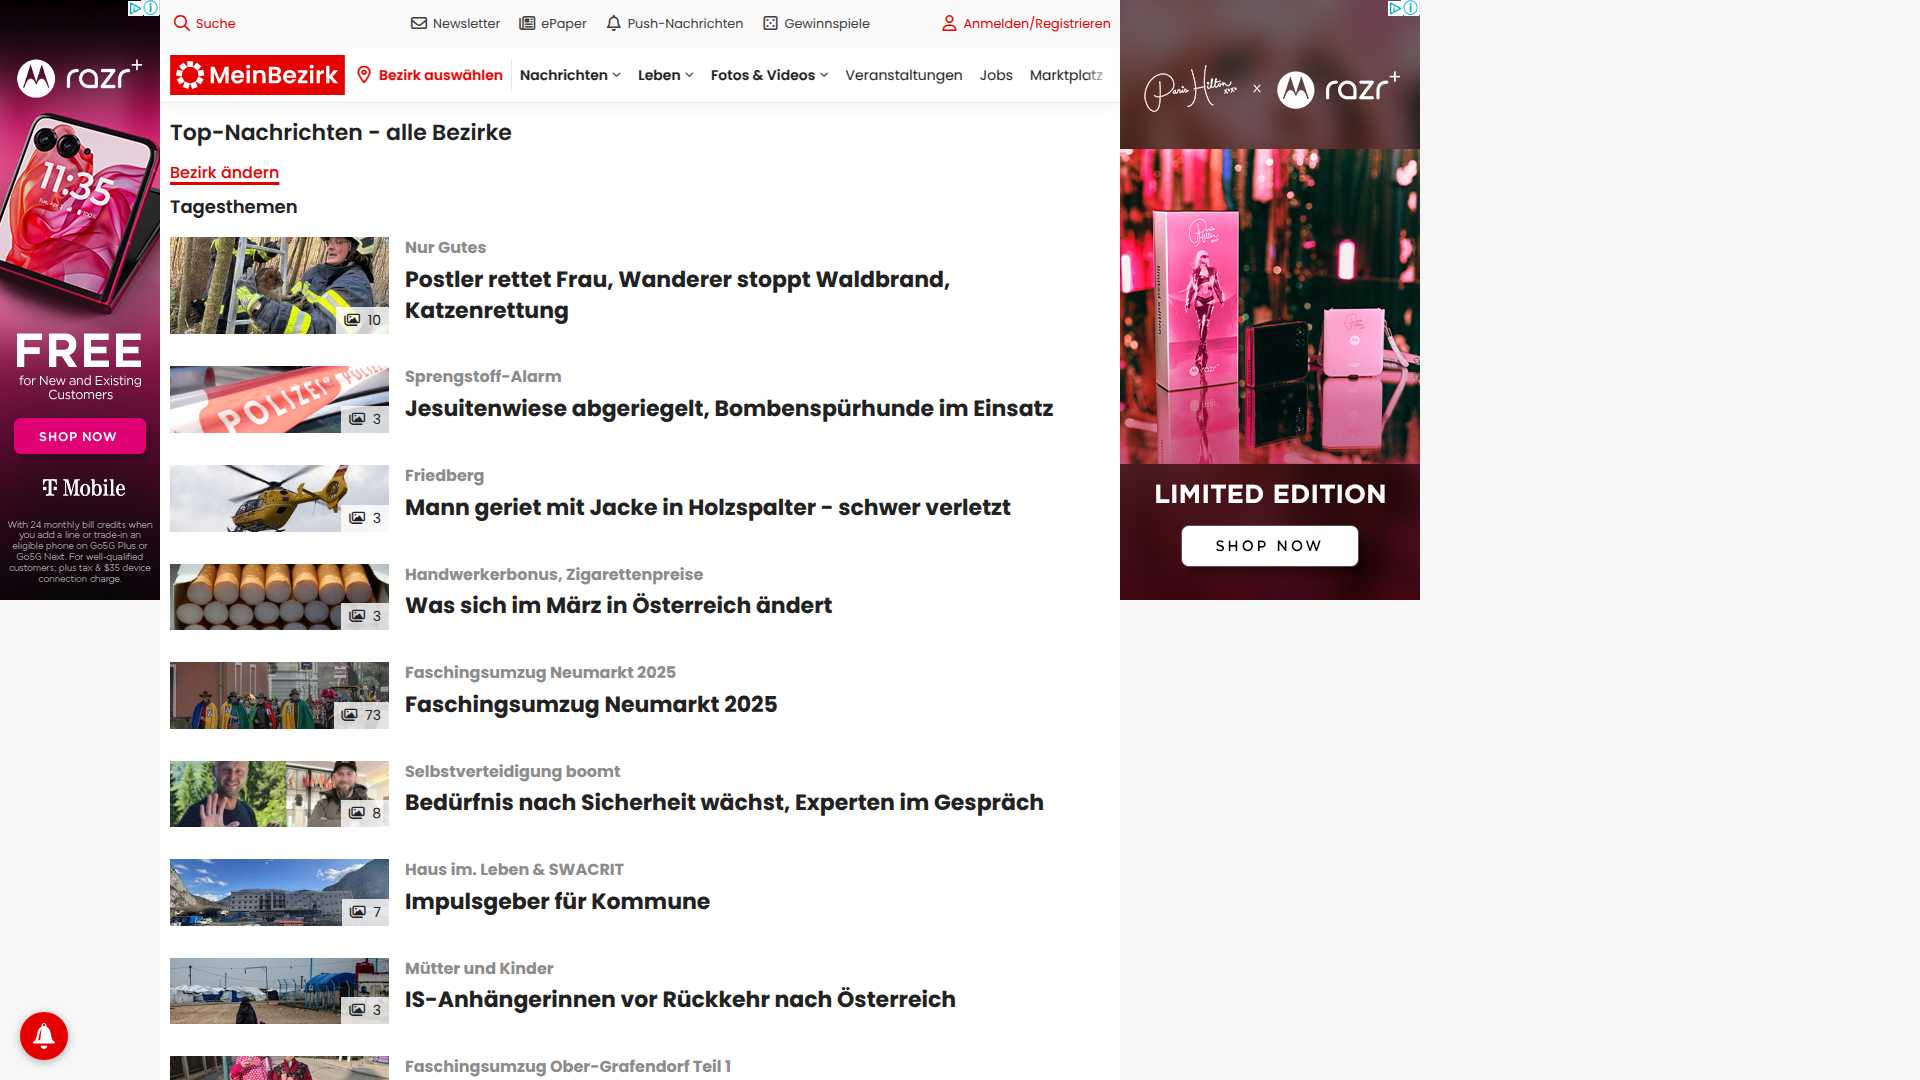 Suche
Newsletter
ePaper
Push-Nachrichten
Gewinnspiele
Anmelden/Registrieren
MeinBezirk
Bezirk auswählen
Nachrichten
Leben
Fotos & Videos
Veranstaltungen
Jobs
Marktplatz
Top-Nachrichten - alle Bezirke
Bezirk ändern
Tagesthemen
10
Nur Gutes
Postler rettet Frau, Wanderer stoppt Waldbrand,
Katzenrettung
POLIZEI
3
Sprengstoff-Alarm
Jesuitenwiese abgeriegelt, Bombenspürhunde im Einsatz
3
Friedberg
Mann geriet mit Jacke in Holzspalter - schwer verletzt
3
Handwerkerbonus, Zigarettenpreise
Was sich im März in Österreich ändert
73
Faschingsumzug Neumarkt 2025
Faschingsumzug Neumarkt 2025
8
Selbstverteidigung boomt
Bedürfnis nach Sicherheit wächst, Experten im Gespräch
7
Haus im. Leben & SWACRIT
Impulsgeber für Kommune
3
Mütter und Kinder
IS-Anhängerinnen vor Rückkehr nach Österreich
Faschingsumzug Ober-Grafendorf Teil 1
razr+
11:35
FREE
for New and Existing
Customers
SHOP NOW
T Mobile
With 24 monthly bill credits when
you add a line or trade-in an
eligible phone on Go5G Plus or
Go5G Next. For well-qualified
customers; plus tax & $35 device
connection charge.
Paris Hilton x razr+
LIMITED EDITION
SHOP NOW